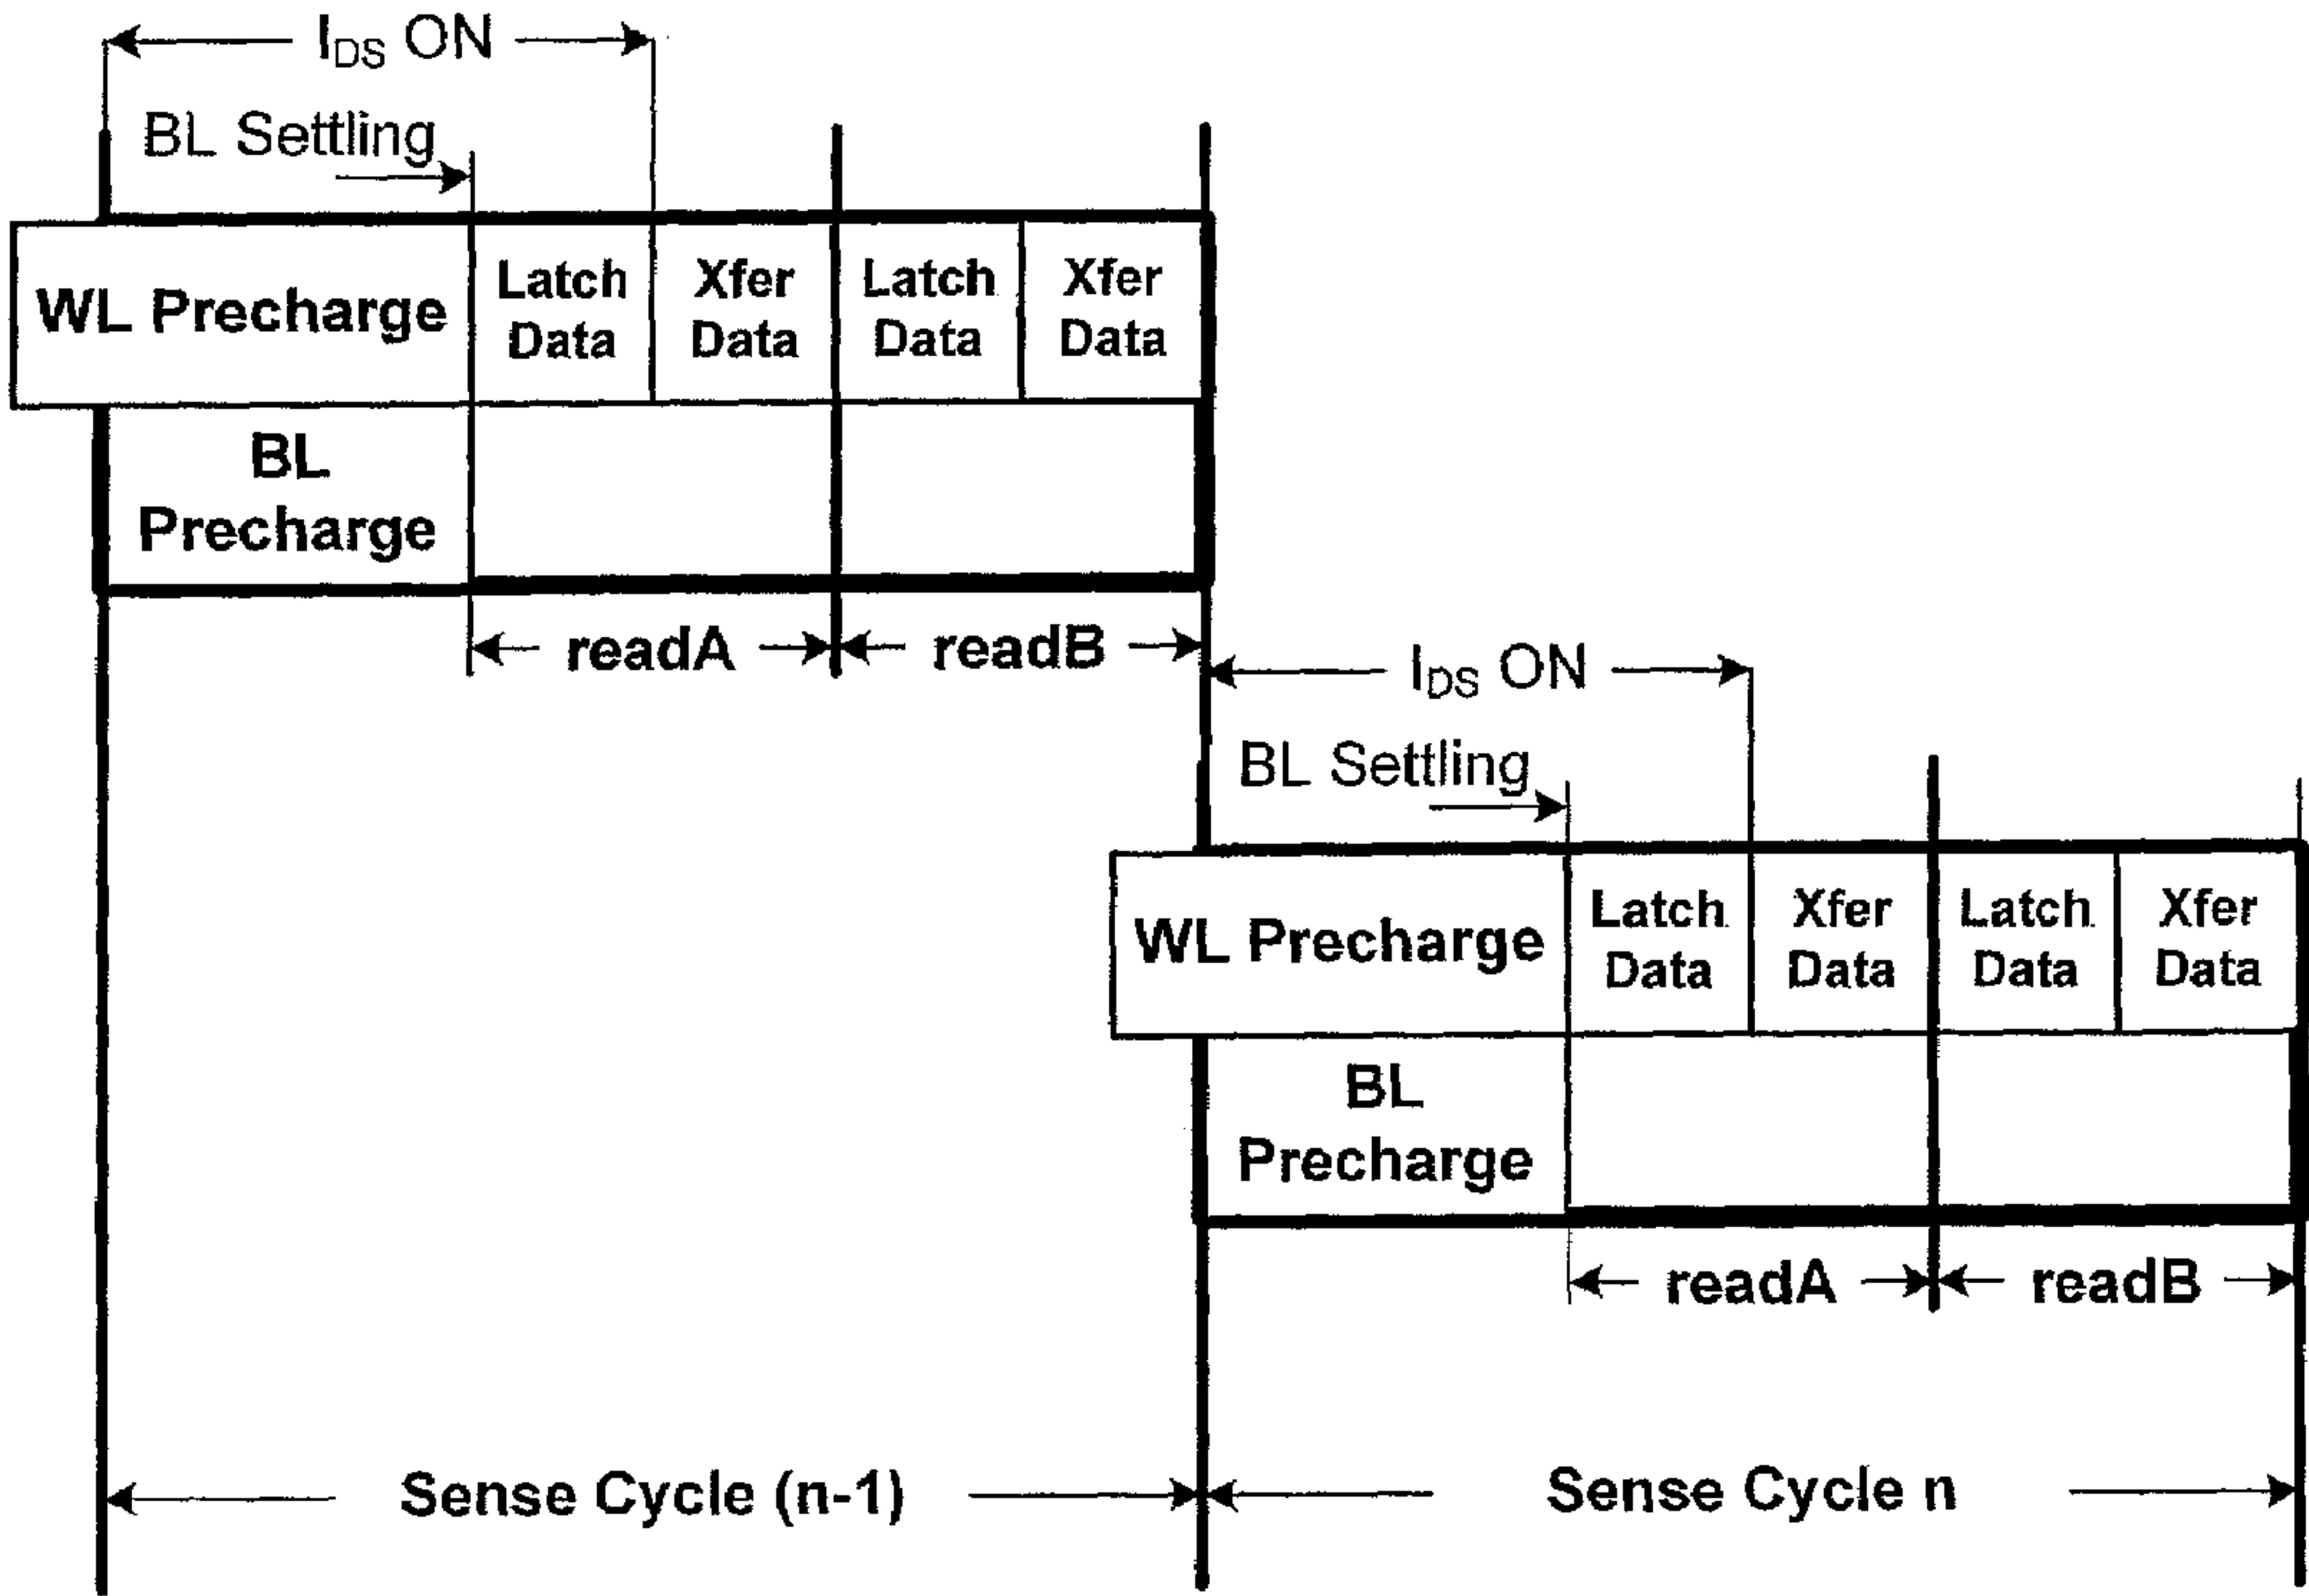 I_DS ON
BL Settling
WL Precharge
Latch Data
Xfer Data
Latch Data
Xfer Data
BL
Precharge
readA
readB
I_DS ON
BL Settling
WL Precharge
Latch Data
Xfer Data
Latch Data
Xfer Data
BL
Precharge
readA
readB
Sense Cycle (n-1)
Sense Cycle n